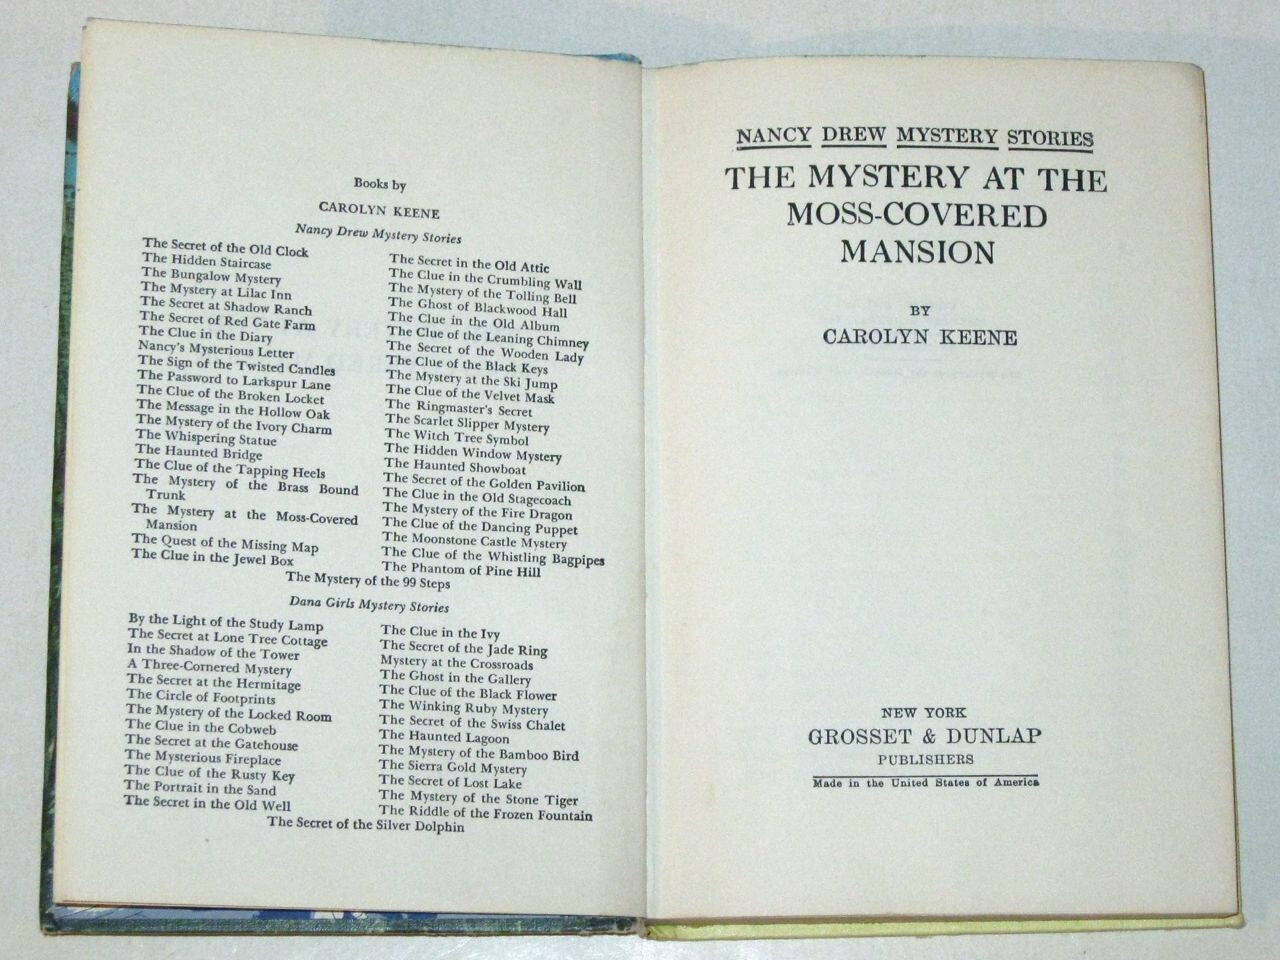 Books by
CAROLYN KEENE
Nancy Drew Mystery Stories
The Secret of the Old Clock
The Hidden Staircase
The Bungalow Mystery
The Mystery at Lilac Inn
The Secret at Shadow Ranch
The Secret of Red Gate Farm
The Clue in the Diary
Nancy's Mysterious Letter
The Sign of the Twisted Candles
The Password to Larkspur Lane
The Clue of the Broken Locket
The Message in the Hollow Oak
The Mystery of the Ivory Charm
The Whispering Statue
The Haunted Bridge
The Clue of the Tapping Heels
The Mystery of the Brass Bound
Trunk
The Mystery at the Moss-Covered
Mansion
The Quest of the Missing Map
The Clue in the Jewel Box
The Secret in the Old Attic
The Clue in the Crumbling Wall
The Mystery of the Tolling Bell
The Ghost of Blackwood Hall
The Clue in the Old Album
The Clue of the Leaning Chimney
The Secret of the Wooden Lady
The Clue of the Black Keys
The Mystery at the Ski Jump
The Clue of the Velvet Mask
The Ringmaster's Secret
The Scarlet Slipper Mystery
The Witch Tree Symbol
The Hidden Window Mystery
The Haunted Showboat
The Secret of the Golden Pavilion
The Clue in the Old Stagecoach
The Mystery of the Fire Dragon
The Clue of the Dancing Puppet
The Moonstone Castle Mystery
The Clue of the Whistling Bagpipes
The Phantom of Pine Hill
The Mystery of the 99 Steps
Dana Girls Mystery Stories
By the Light of the Study Lamp
The Secret at Lone Tree Cottage
In the Shadow of the Tower
A Three-Cornered Mystery
The Secret at the Hermitage
The Circle of Footprints
The Mystery of the Locked Room
The Clue in the Cobweb
The Secret at the Gatehouse
The Mysterious Fireplace
The Clue of the Rusty Key
The Portrait in the Sand
The Secret in the Old Well
The Clue in the Ivy
The Secret of the Jade Ring
Mystery at the Crossroads
The Ghost in the Gallery
The Clue of the Black Flower
The Winking Ruby Mystery
The Secret of the Swiss Chalet
The Haunted Lagoon
The Mystery of the Bamboo Bird
The Sierra Gold Mystery
The Secret of Lost Lake
The Mystery of the Stone Tiger
The Riddle of the Frozen Fountain
The Secret of the Silver Dolphin
NANCY DREW MYSTERY STORIES
THE MYSTERY AT THE
MOSS-COVERED
MANSION
BY
CAROLYN KEENE
NEW YORK
GROSSET & DUNLAP
PUBLISHERS
Made in the United States of America